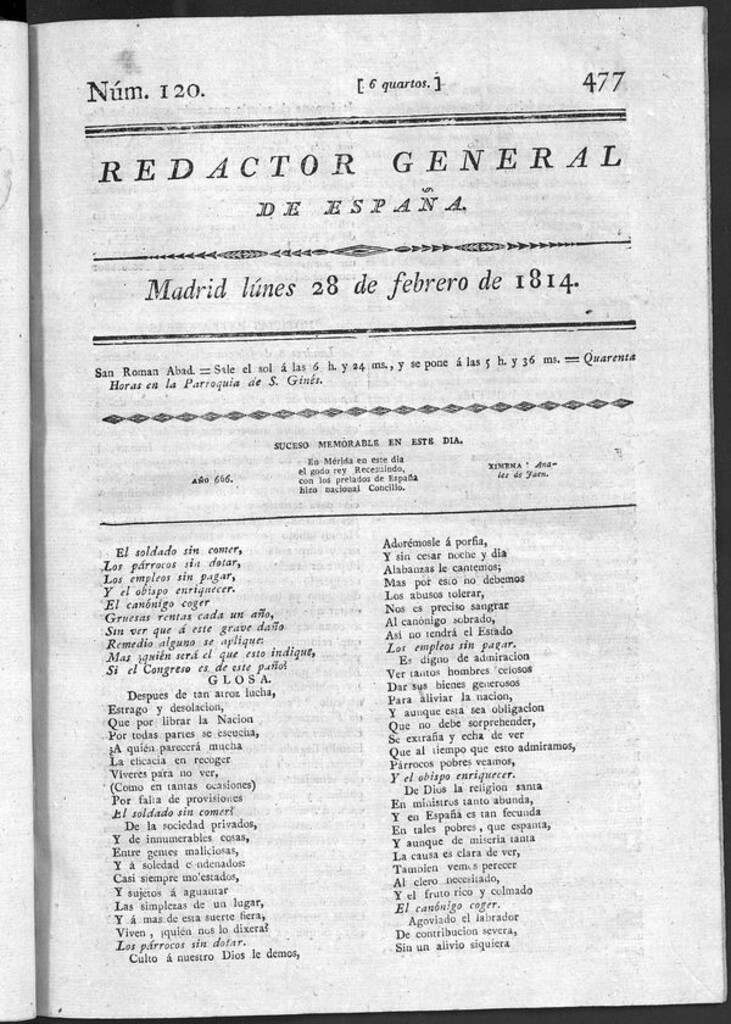 Núm. 120.
[ 6 quartos. ]
477
REDACTOR GENERAL
DE ESPAÑA.
Madrid lúnes 28 de febrero de 1814.
San Roman Abad. = Sale el sol á las 6 h. y 24 ms., y se pone á las 5 h. y 36 ms. = Quarenta
Horas en la Parroquia de S. Ginés.
SUCESO MEMORABLE EN ESTE DIA.
AÑO 666.
En Mérida en este dia
el godo rey Recesuindo,
con los prelados de España
hizo nacional Concilio.
XIMENA: Ana-
les de Jaen.
El soldado sin comer,
Los párrocos sin dotar,
Los empleos sin pagar,
Y el obispo enriquecer.
El canónigo coger
Gruesas rentas cada un año,
Sin ver que á este grave daño
Remedio alguno se aplique:
Mas ¿quién será el que esto indique,
Si el Congreso es de este paño?
GLOSA.
Despues de tan atroz lucha,
Estrago y desolacion,
Que por librar la Nacion
Por todas partes se escucha,
¿A quién parecerá mucha
La eficacia en recoger
Víveres para no ver,
(Como en tantas ocasiones)
Por falta de provisiones
El soldado sin comer?
De la sociedad privados,
Y de innumerables cosas,
Entre gentes maliciosas,
Y á soledad condenados:
Casi siempre molestados,
Y sujetos á aguantar
Las simplezas de un lugar,
Y á mas de esta suerte fiera,
Viven, ¡quién nos lo dixera!
Los párrocos sin dotar.
Culto á nuestro Dios le demos,
Adorémosle á porfia,
Y sin cesar noche y dia
Alabanzas le cantemos;
Mas por esto no debemos
Los abusos tolerar,
Nos es preciso sangrar
Al canónigo sobrado,
Así no tendrá el Estado
Los empleos sin pagar.
Es digno de admiracion
Ver tantos hombres celosos
Dar sus bienes generosos
Para aliviar la nacion,
Y aunque esta sea obligacion
Que no debe sorprehender,
Se extraña y echa de ver
Que al tiempo que esto admiramos,
Párrocos pobres veamos,
Y el obispo enriquecer.
De Dios la religion santa
En ministros tanto abunda,
Y en España es tan fecunda
En tales pobres, que espanta,
Y aunque de miseria tanta
La causa es clara de ver,
Tambien vemos perecer
Al clero necesitado,
Y el fruto rico y colmado
El canónigo coger.
Agoviado el labrador
De contribucion severa,
Sin un alivio siquiera